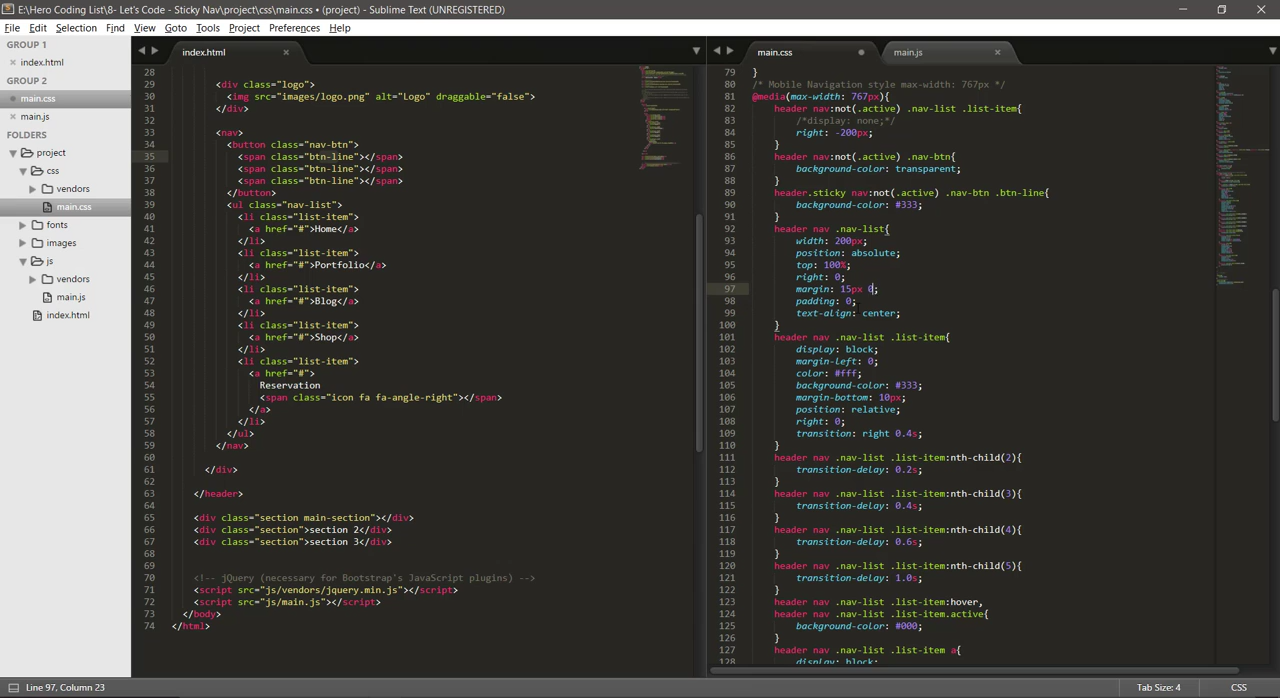 E:\Hero Coding List\8- Let's Code - Sticky Nav\project\css\main.css • (project) - Sublime Text (UNREGISTERED)
File Edit Selection Find View Goto Tools Project Preferences Help
GROUP 1
index.html
GROUP 2
main.css
main.js
FOLDERS
project
css
vendors
main.css
fonts
images
js
vendors
main.js
index.html
index.html
28
29 <div class="logo">
30 <img src="images/logo.png" alt="Logo" draggable="false">
31 </div>
32
33 <nav>
34 <button class="nav-btn">
35 <span class="btn-line"></span>
36 <span class="btn-line"></span>
37 <span class="btn-line"></span>
38 </button>
39 <ul class="nav-list">
40 <li class="list-item">
41 <a href="#">Home</a>
42 </li>
43 <li class="list-item">
44 <a href="#">Portfolio</a>
45 </li>
46 <li class="list-item">
47 <a href="#">Blog</a>
48 </li>
49 <li class="list-item">
50 <a href="#">Shop</a>
51 </li>
52 <li class="list-item">
53 <a href="#">
54 Reservation
55 <span class="icon fa fa-angle-right"></span>
56 </a>
57 </li>
58 </ul>
59 </nav>
60
61 </div>
62
63 </header>
64
65 <div class="section main-section"></div>
66 <div class="section">section 2</div>
67 <div class="section">section 3</div>
68
69
70 <!-- jQuery (necessary for Bootstrap's JavaScript plugins) -->
71 <script src="js/vendors/jquery.min.js"></script>
72 <script src="js/main.js"></script>
73 </body>
74 </html>
main.css main.js
79 }
80 /* Mobile Navigation style max-width: 767px */
81 @media(max-width: 767px){
82 header nav:not(.active) .nav-list .list-item{
83 /*display: none;*/
84 right: -200px;
85 }
86 header nav:not(.active) .nav-btn{
87 background-color: transparent;
88 }
89 header.sticky nav:not(.active) .nav-btn .btn-line{
90 background-color: #333;
91 }
92 header nav .nav-list{
93 width: 200px;
94 position: absolute;
95 top: 100%;
96 right: 0;
97 margin: 15px 0;
98 padding: 0;
99 text-align: center;
100 }
101 header nav .nav-list .list-item{
102 display: block;
103 margin-left: 0;
104 color: #fff;
105 background-color: #333;
106 margin-bottom: 10px;
107 position: relative;
108 right: 0;
109 transition: right 0.4s;
110 }
111 header nav .nav-list .list-item:nth-child(2){
112 transition-delay: 0.2s;
113 }
114 header nav .nav-list .list-item:nth-child(3){
115 transition-delay: 0.4s;
116 }
117 header nav .nav-list .list-item:nth-child(4){
118 transition-delay: 0.6s;
119 }
120 header nav .nav-list .list-item:nth-child(5){
121 transition-delay: 1.0s;
122 }
123 header nav .nav-list .list-item:hover,
124 header nav .nav-list .list-item.active{
125 background-color: #000;
126 }
127 header nav .nav-list .list-item a{
128 display: block;
Line 97, Column 23
Tab Size: 4 CSS